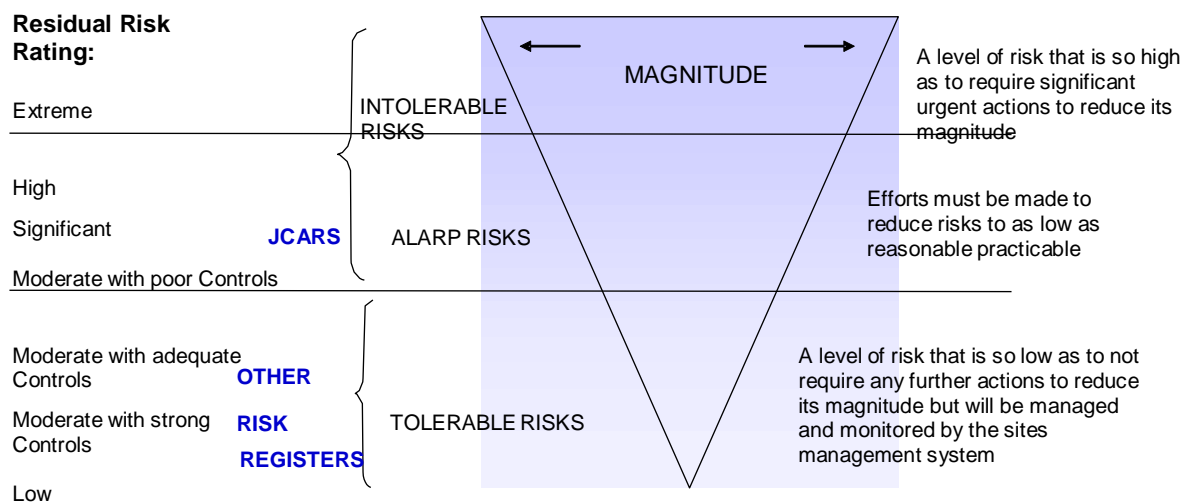 Residual Risk
Rating:
MAGNITUDE
A level of risk that is so high
as to require significant
urgent actions to reduce its
magnitude
Extreme
INTOLERABLE
RISKS
High
Significant
JCARS
ALARP RISKS
Efforts must be made to
reduce risks to as low as
reasonable practicable
Moderate with poor Controls
Moderate with adequate
Controls
OTHER
Moderate with strong
Controls
RISK
REGISTERS
TOLERABLE RISKS
A level of risk that is so low as to not
require any further actions to reduce
its magnitude but will be managed
and monitored by the sites
management system
Low